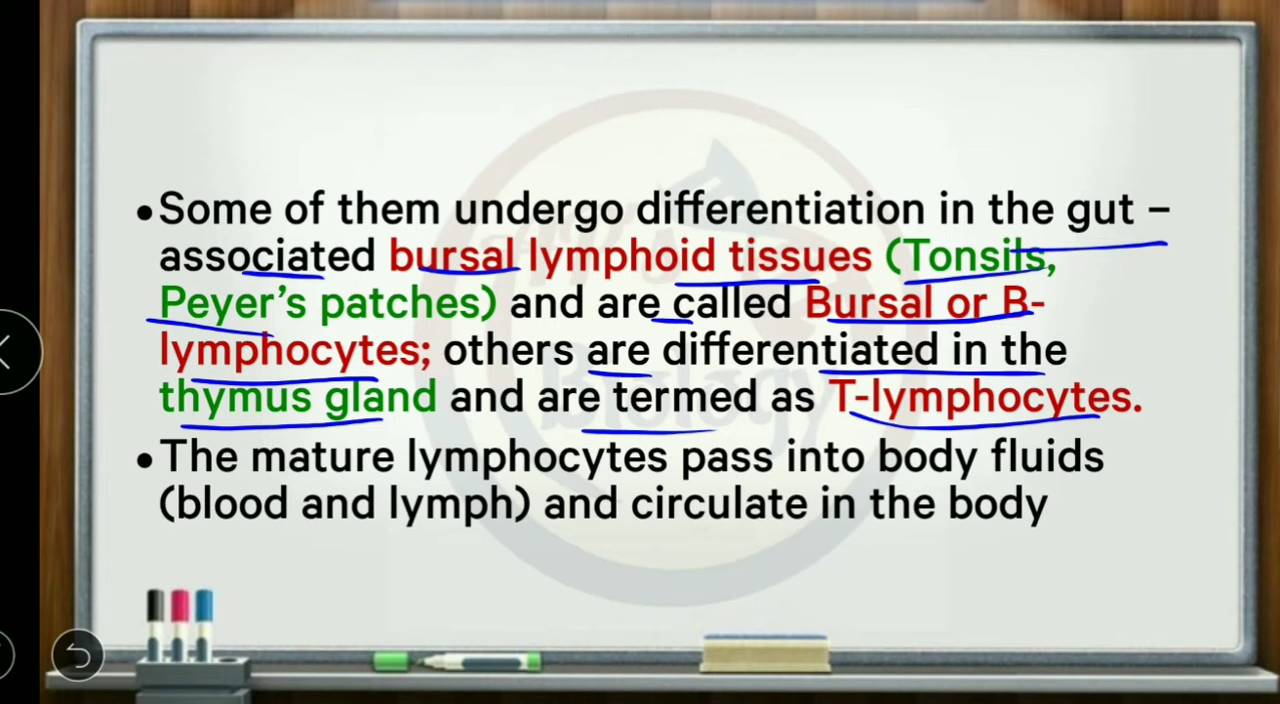 •Some of them undergo differentiation in the gut –
associated bursal lymphoid tissues (Tonsils,
Peyer’s patches) and are called Bursal or B-
lymphocytes; others are differentiated in the
thymus gland and are termed as T-lymphocytes.
•The mature lymphocytes pass into body fluids
(blood and lymph) and circulate in the body